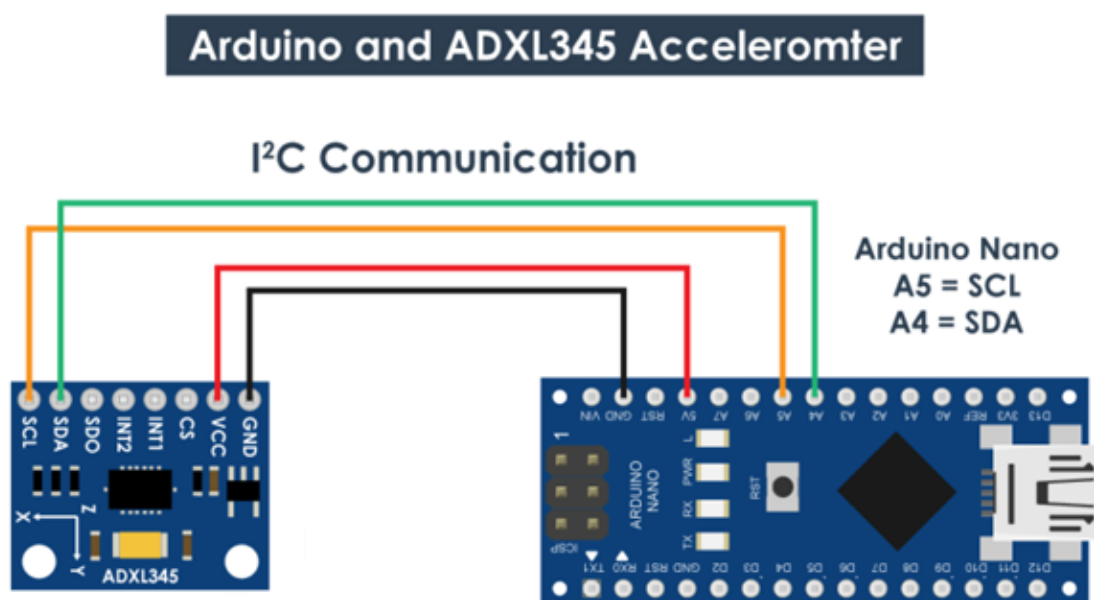 Arduino and ADXL345 Acceleromter
I²C Communication
Arduino Nano
A5 = SCL
A4 = SDA
SCL
SDA
SDO
INT2
INT1
CS
VCC
GND
X
Z
Y
ADXL345
VIN
GND
RST
5V
A7
A6
A5
A4
A3
A2
A1
A0
REF
3V3
D13
1
ICSP
ARDUINO
NANO
L
PWR
RX
TX
RST
TX1
RX0
RST
GND
D2
D3
D4
D5
D6
D7
D8
D9
D10
D11
D12